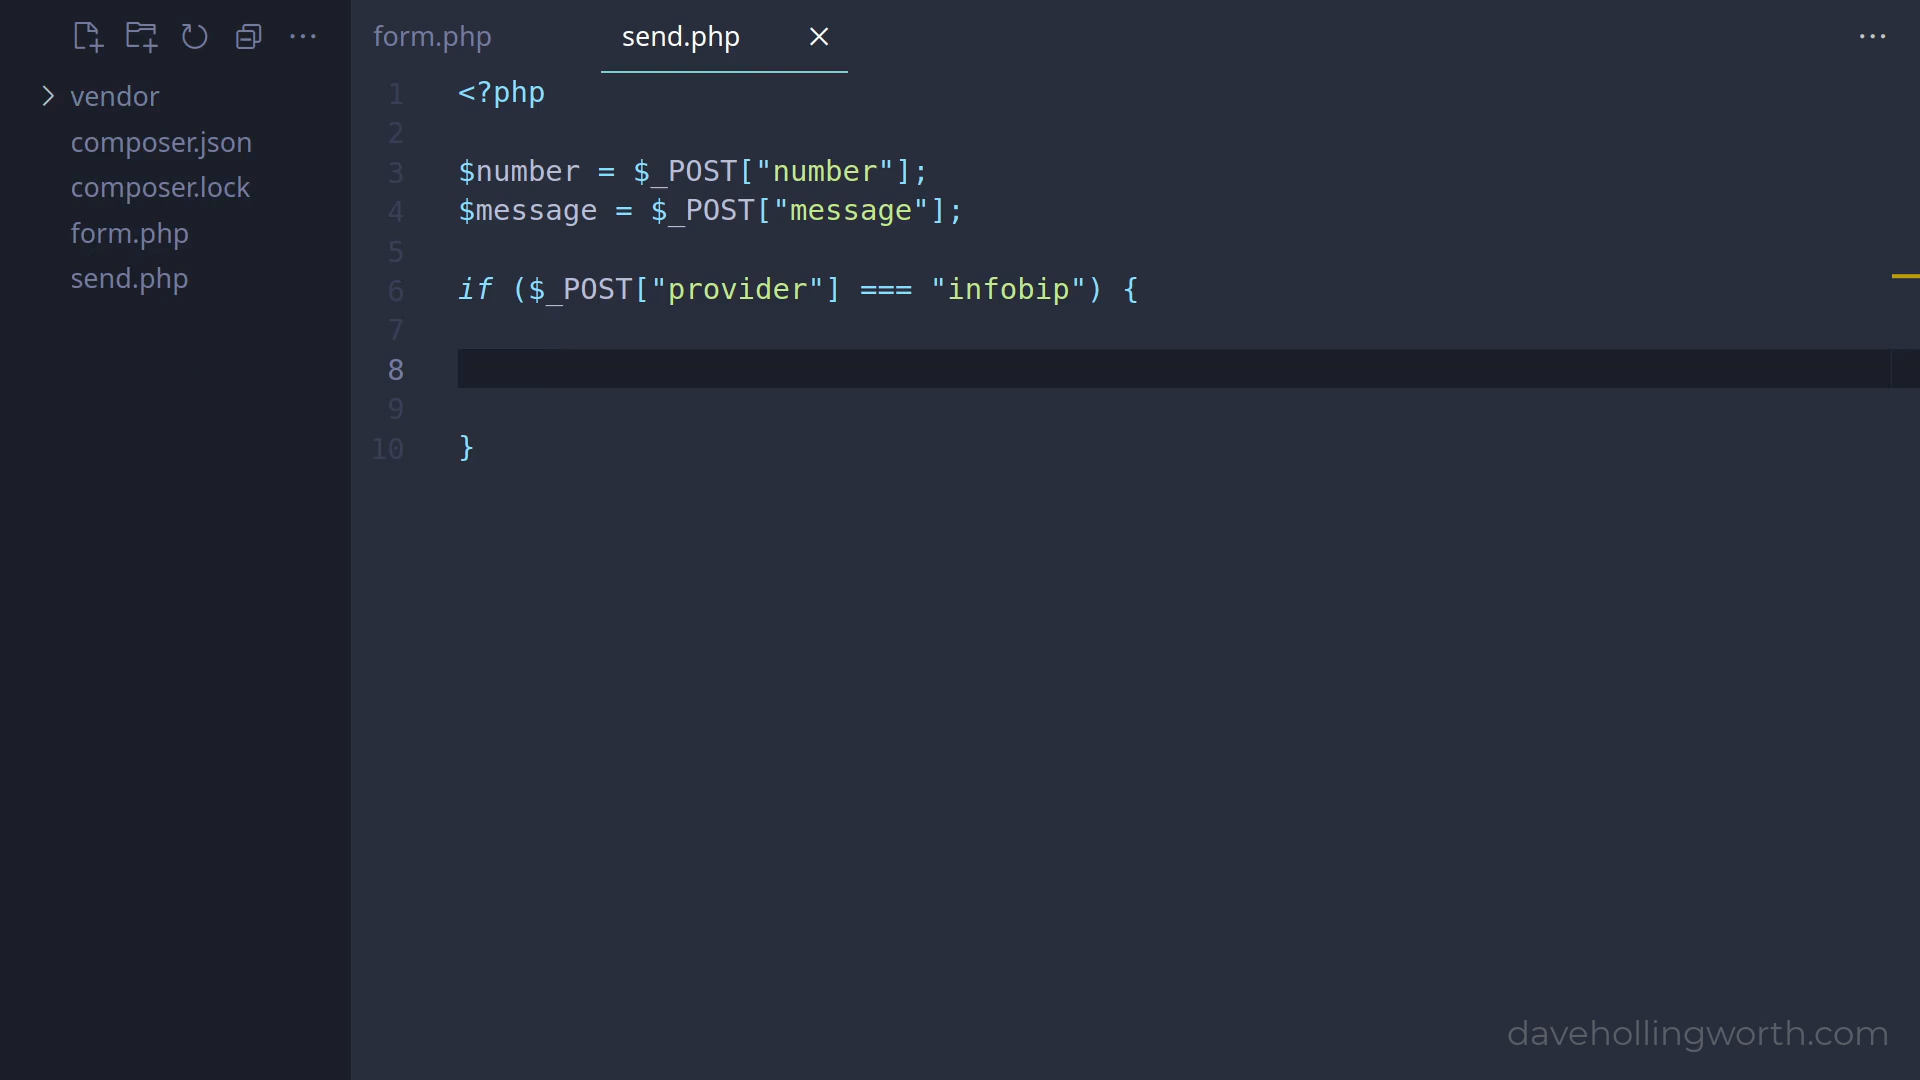 form.php
send.php
vendor
composer.json
composer.lock
form.php
send.php
1 <?php
2
3 $number = $_POST["number"];
4 $message = $_POST["message"];
5
6 if ($_POST["provider"] === "infobip") {
7
8
9
10 }
davehollingworth.com